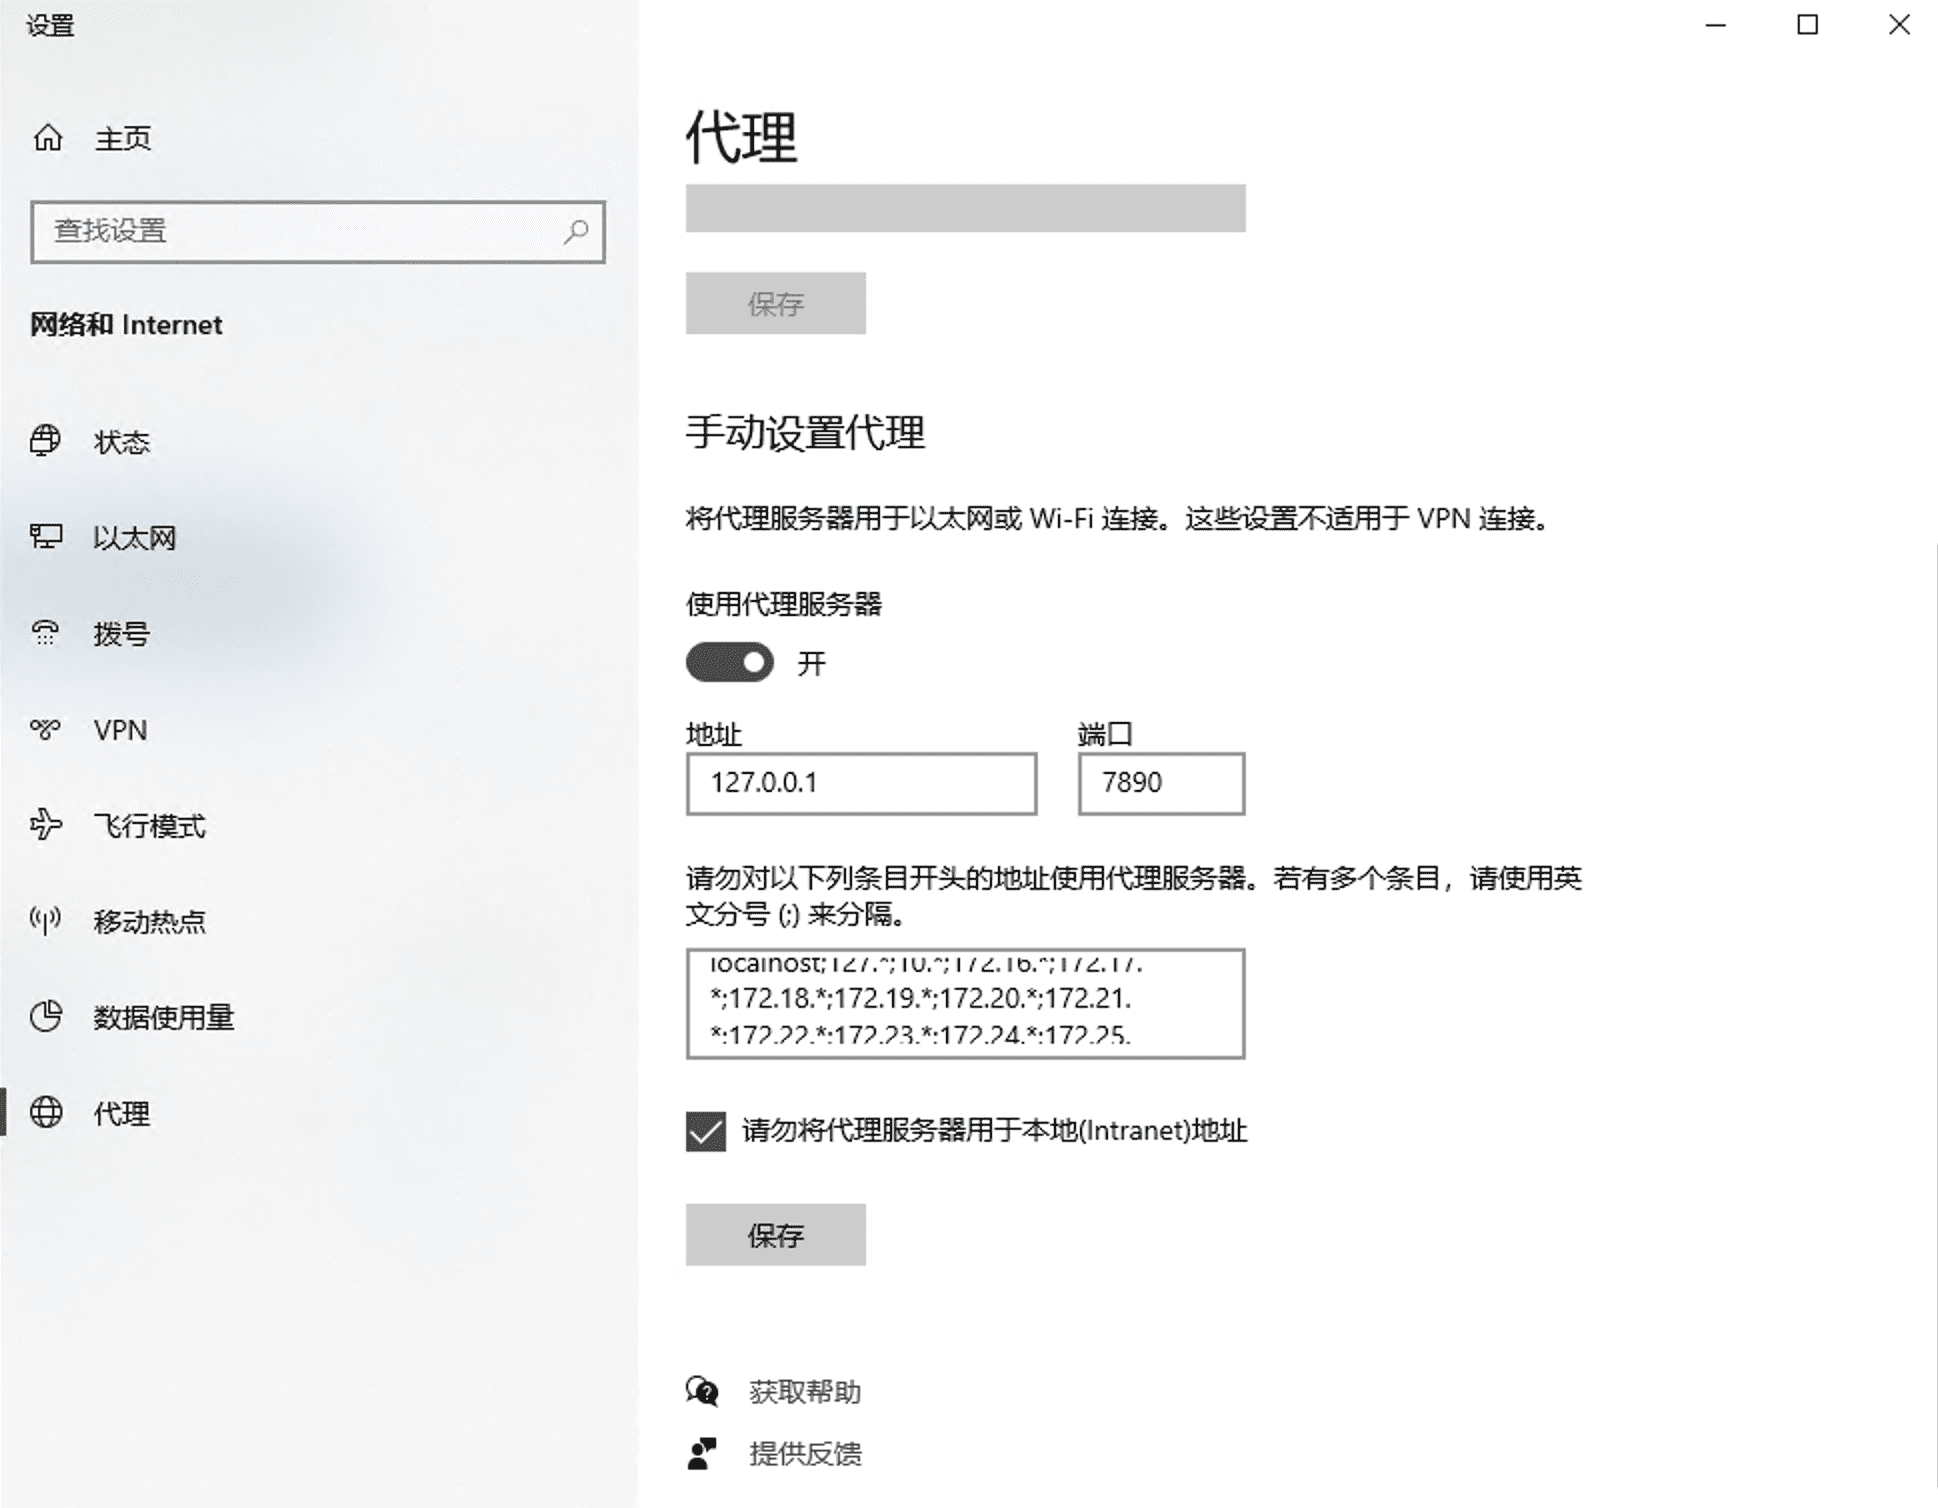 设置
主页
查找设置
网络和 Internet
状态
以太网
拨号
VPN
飞行模式
移动热点
数据使用量
代理
代理
保存
手动设置代理
将代理服务器用于以太网或 Wi-Fi 连接。这些设置不适用于 VPN 连接。
使用代理服务器
开
地址
端口
127.0.0.1
7890
请勿对以下列条目开头的地址使用代理服务器。若有多个条目，请使用英
文分号 (;) 来分隔。
localhost;127.*;10.*;172.16.*;172.17.
*;172.18.*;172.19.*;172.20.*;172.21.
*;172.22.*;172.23.*;172.24.*;172.25.
请勿将代理服务器用于本地(Intranet)地址
保存
获取帮助
提供反馈